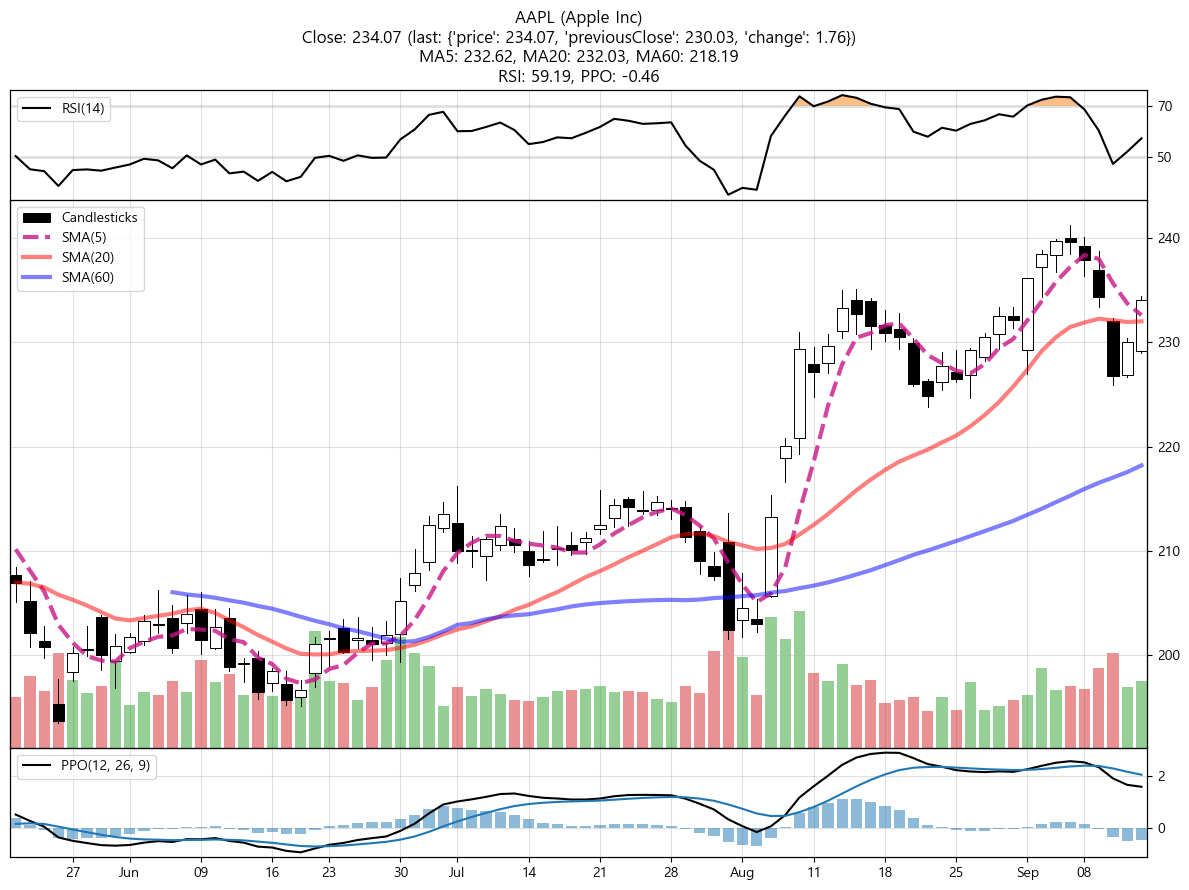 AAPL (Apple Inc)
Close: 234.07 (last: {'price': 234.07, 'previousClose': 230.03, 'change': 1.76})
MA5: 232.62, MA20: 232.03, MA60: 218.19
RSI: 59.19, PPO: -0.46
RSI(14)
70
50
Candlesticks
SMA(5)
SMA(20)
SMA(60)
240
230
220
210
200
PPO(12, 26, 9)
2
0
27 Jun 09 16 23 30 Jul 14 21 28 Aug 11 18 25 Sep 08